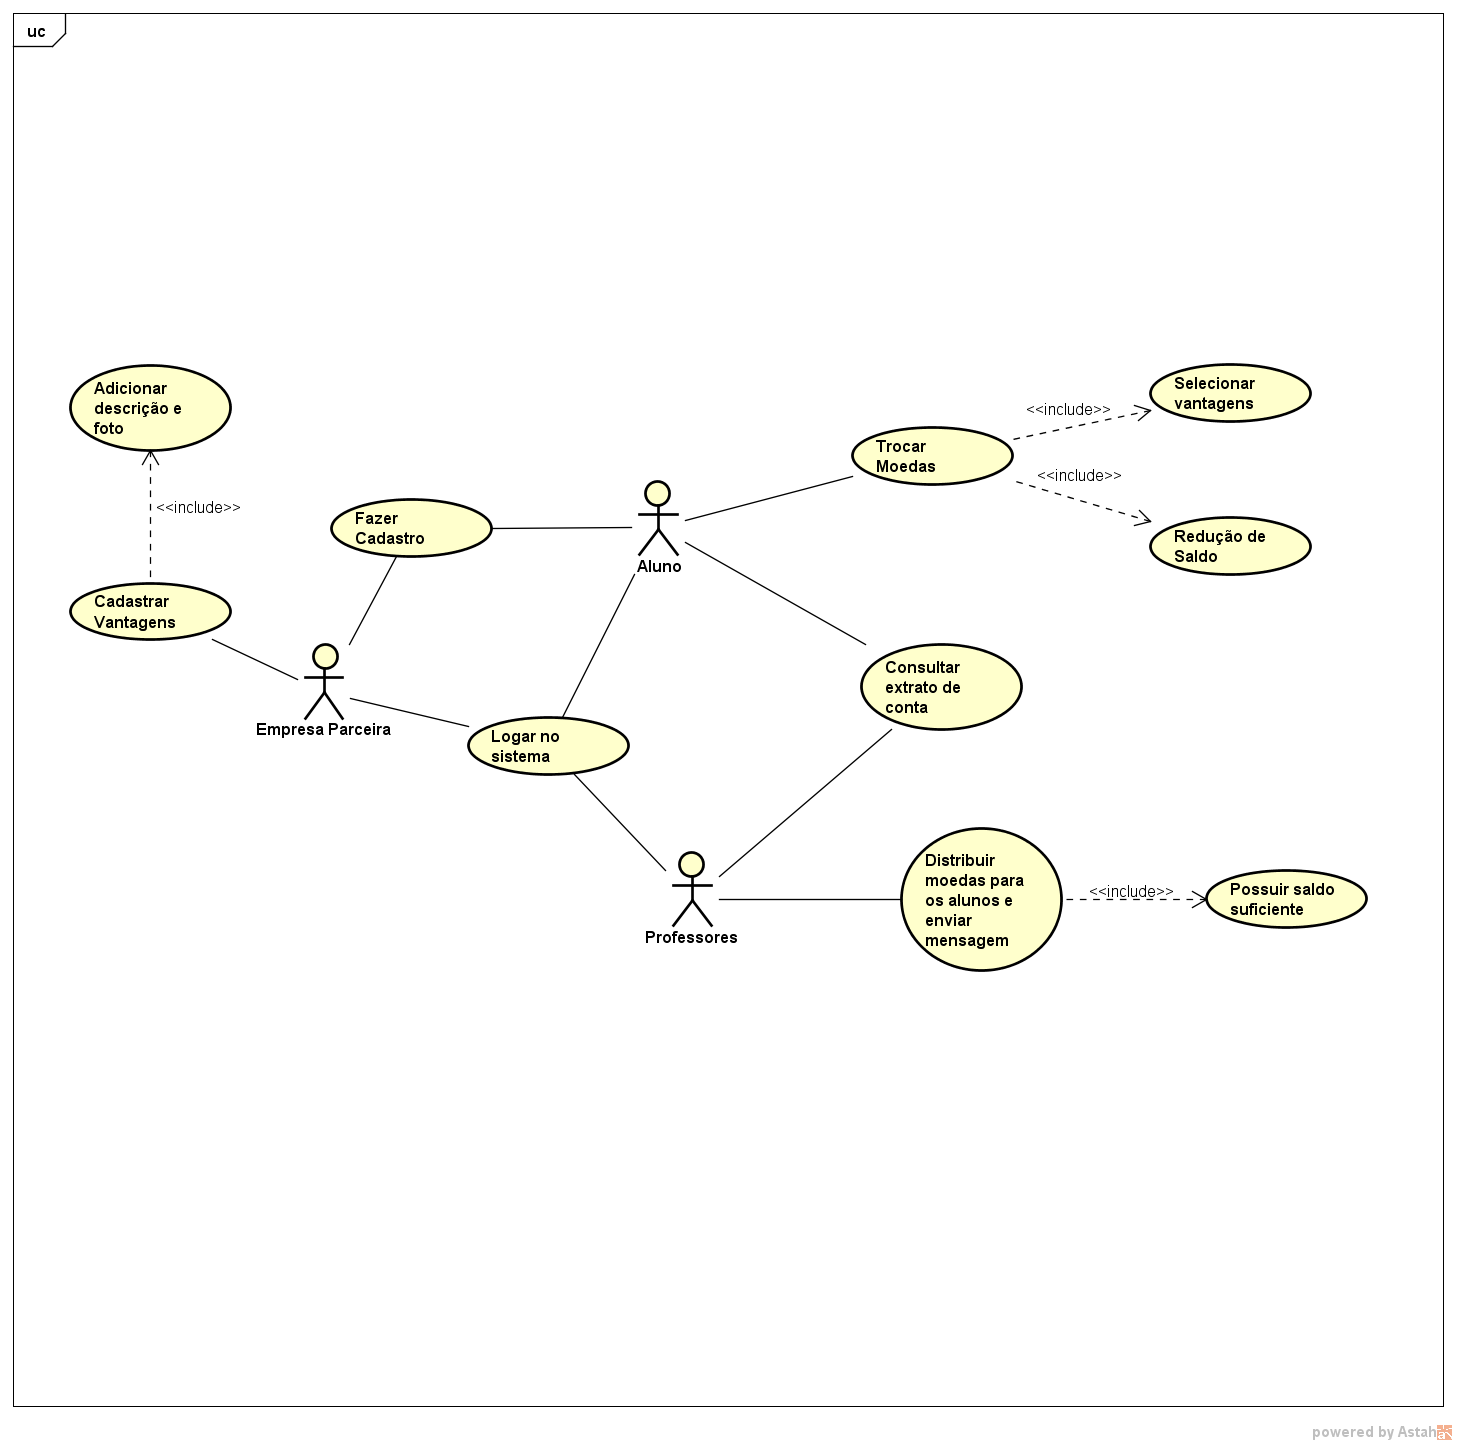 uc
Adicionar
descrição e
foto
<<include>>
Cadastrar
Vantagens
Fazer
Cadastro
Empresa Parceira
Aluno
Logar no
sistema
Trocar
Moedas
<<include>>
Selecionar
vantagens
<<include>>
Redução de
Saldo
Consultar
extrato de
conta
Professores
Distribuir
moedas para
os alunos e
enviar
mensagem
<<include>>
Possuir saldo
suficiente
powered by Astah